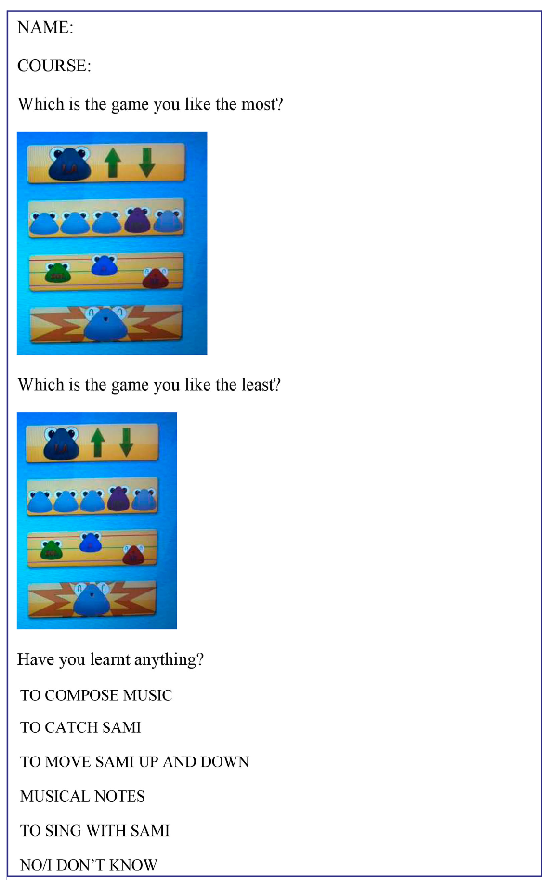 NAME:
COURSE:
Which is the game you like the most?
Which is the game you like the least?
Have you learnt anything?
TO COMPOSE MUSIC
TO CATCH SAMI
TO MOVE SAMI UP AND DOWN
MUSICAL NOTES
TO SING WITH SAMI
NO/I DON'T KNOW